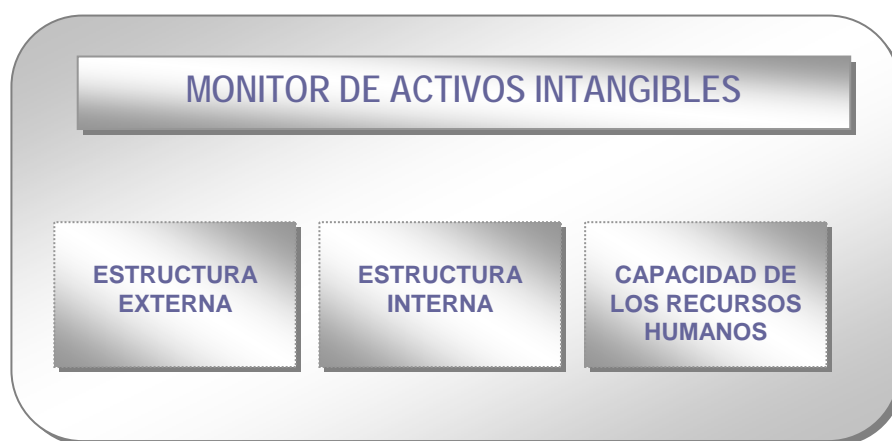 MONITOR DE ACTIVOS INTANGIBLES
ESTRUCTURA
EXTERNA
ESTRUCTURA
INTERNA
CAPACIDAD DE
LOS RECURSOS
HUMANOS